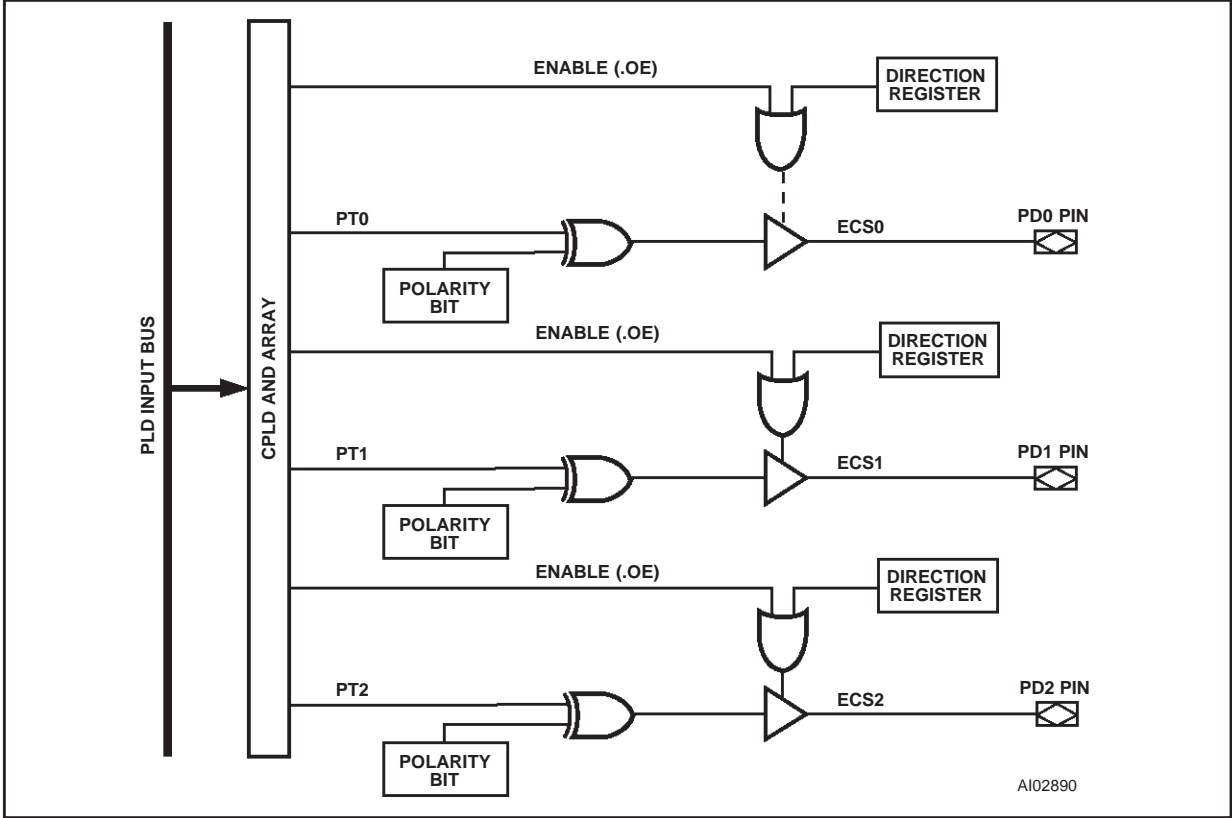 ENABLE (.OE)
DIRECTION
REGISTER
PT0
ECS0
PD0 PIN
POLARITY
BIT
PLD INPUT BUS
CPLD AND ARRAY
ENABLE (.OE)
DIRECTION
REGISTER
PT1
ECS1
PD1 PIN
POLARITY
BIT
ENABLE (.OE)
DIRECTION
REGISTER
PT2
ECS2
PD2 PIN
POLARITY
BIT
AI02890